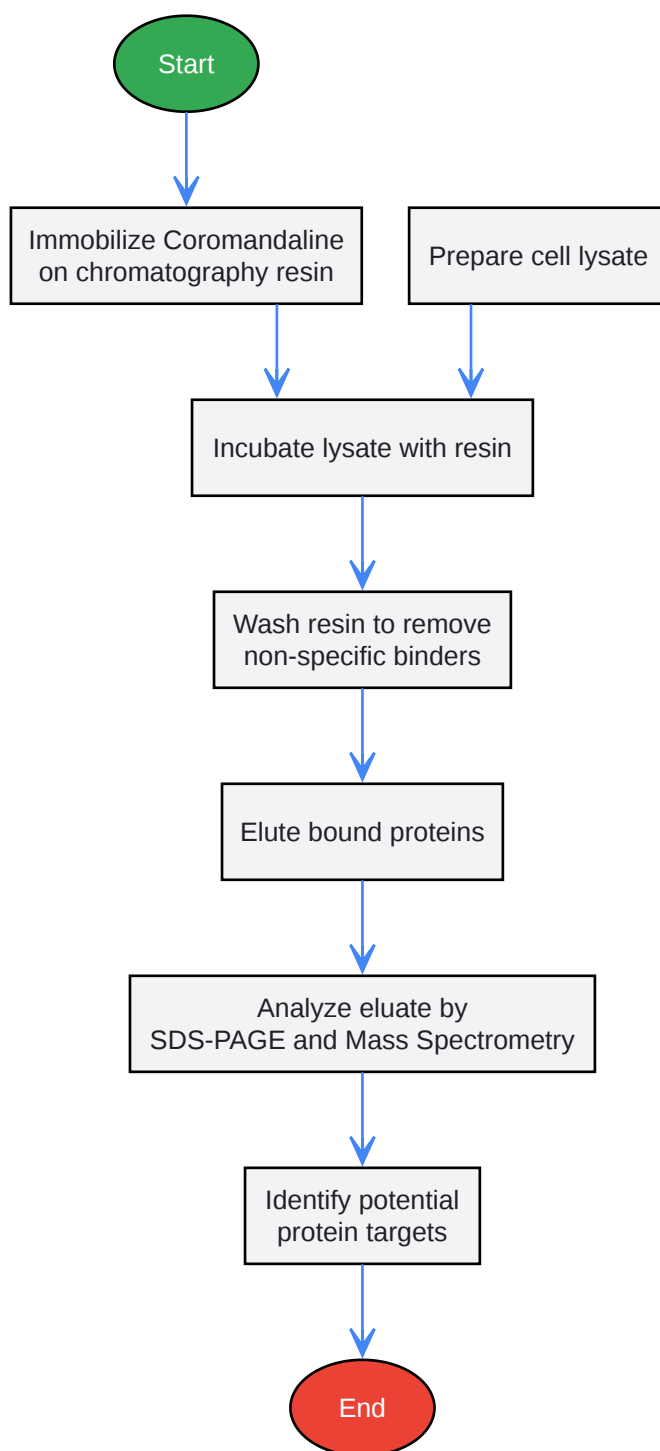 Start
Immobilize Coromandaline
on chromatography resin
Prepare cell lysate
Incubate lysate with resin
Wash resin to remove
non-specific binders
Elute bound proteins
Analyze eluate by
SDS-PAGE and Mass Spectrometry
Identify potential
protein targets
End